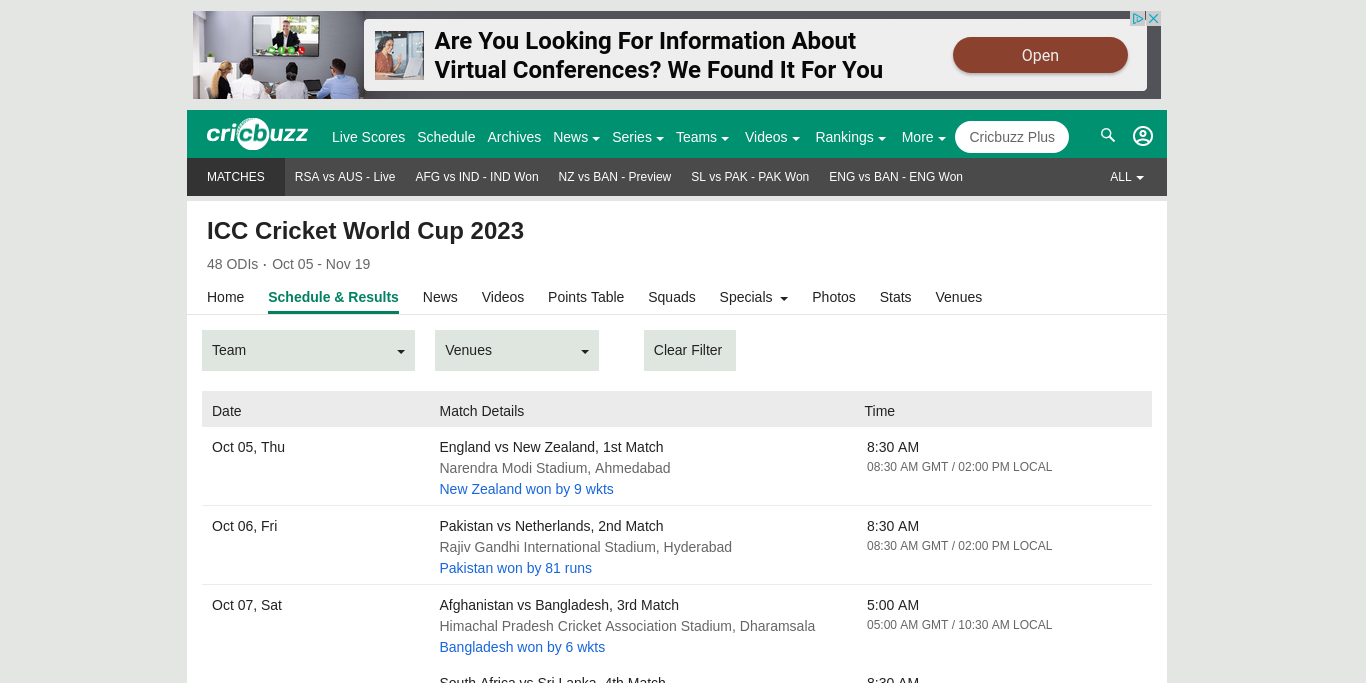 Are You Looking For Information About
Virtual Conferences? We Found It For You
Open
cricbuzz
Live Scores Schedule Archives News Series Teams Videos Rankings More Cricbuzz Plus
MATCHES RSA vs AUS - Live AFG vs IND - IND Won NZ vs BAN - Preview SL vs PAK - PAK Won ENG vs BAN - ENG Won ALL
ICC Cricket World Cup 2023
48 ODIs · Oct 05 - Nov 19
Home Schedule & Results News Videos Points Table Squads Specials Photos Stats Venues
Team Venues Clear Filter
Date Match Details Time
Oct 05, Thu England vs New Zealand, 1st Match 8:30 AM
Narendra Modi Stadium, Ahmedabad 08:30 AM GMT / 02:00 PM LOCAL
New Zealand won by 9 wkts
Oct 06, Fri Pakistan vs Netherlands, 2nd Match 8:30 AM
Rajiv Gandhi International Stadium, Hyderabad 08:30 AM GMT / 02:00 PM LOCAL
Pakistan won by 81 runs
Oct 07, Sat Afghanistan vs Bangladesh, 3rd Match 5:00 AM
Himachal Pradesh Cricket Association Stadium, Dharamsala 05:00 AM GMT / 10:30 AM LOCAL
Bangladesh won by 6 wkts
South Africa vs Sri Lanka, 4th Match 8:30 AM